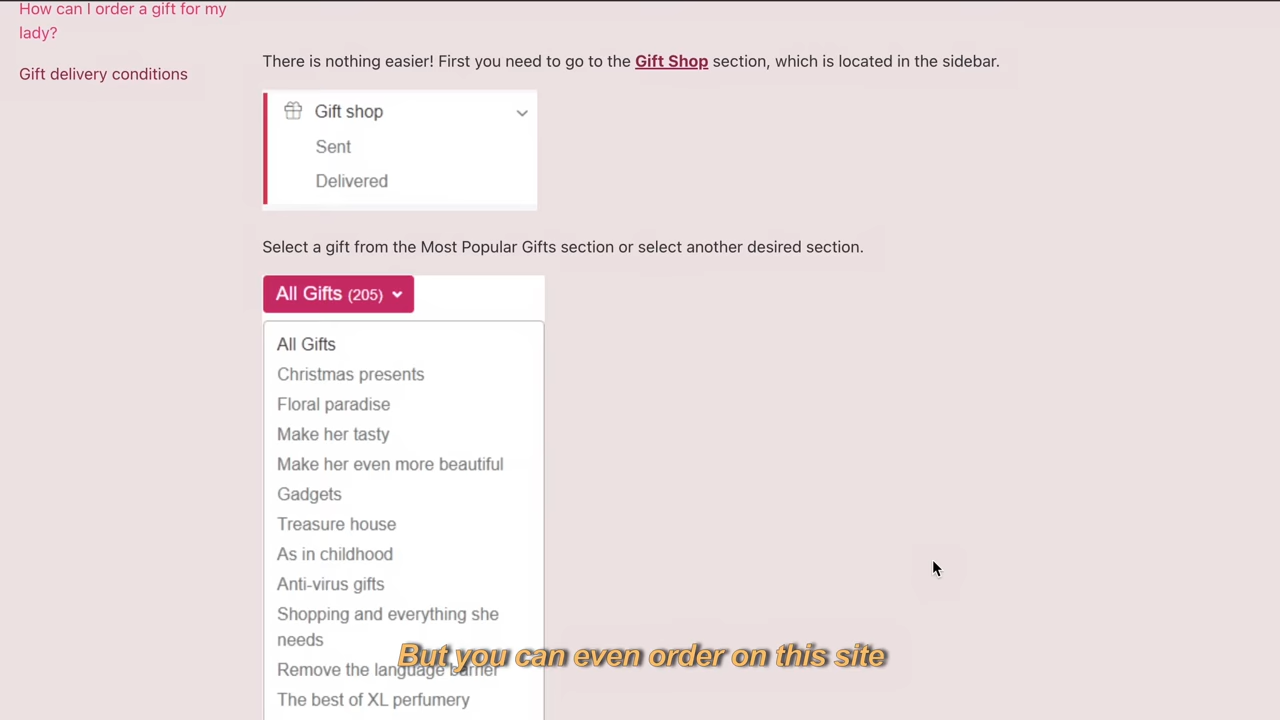 How can I order a gift for my
lady?
Gift delivery conditions
There is nothing easier! First you need to go to the Gift Shop section, which is located in the sidebar.
Gift shop
Sent
Delivered
Select a gift from the Most Popular Gifts section or select another desired section.
All Gifts (205)
All Gifts
Christmas presents
Floral paradise
Make her tasty
Make her even more beautiful
Gadgets
Treasure house
As in childhood
Anti-virus gifts
Shopping and everything she
needs
Remove the language barrier
The best of XL perfumery
But you can even order on this site